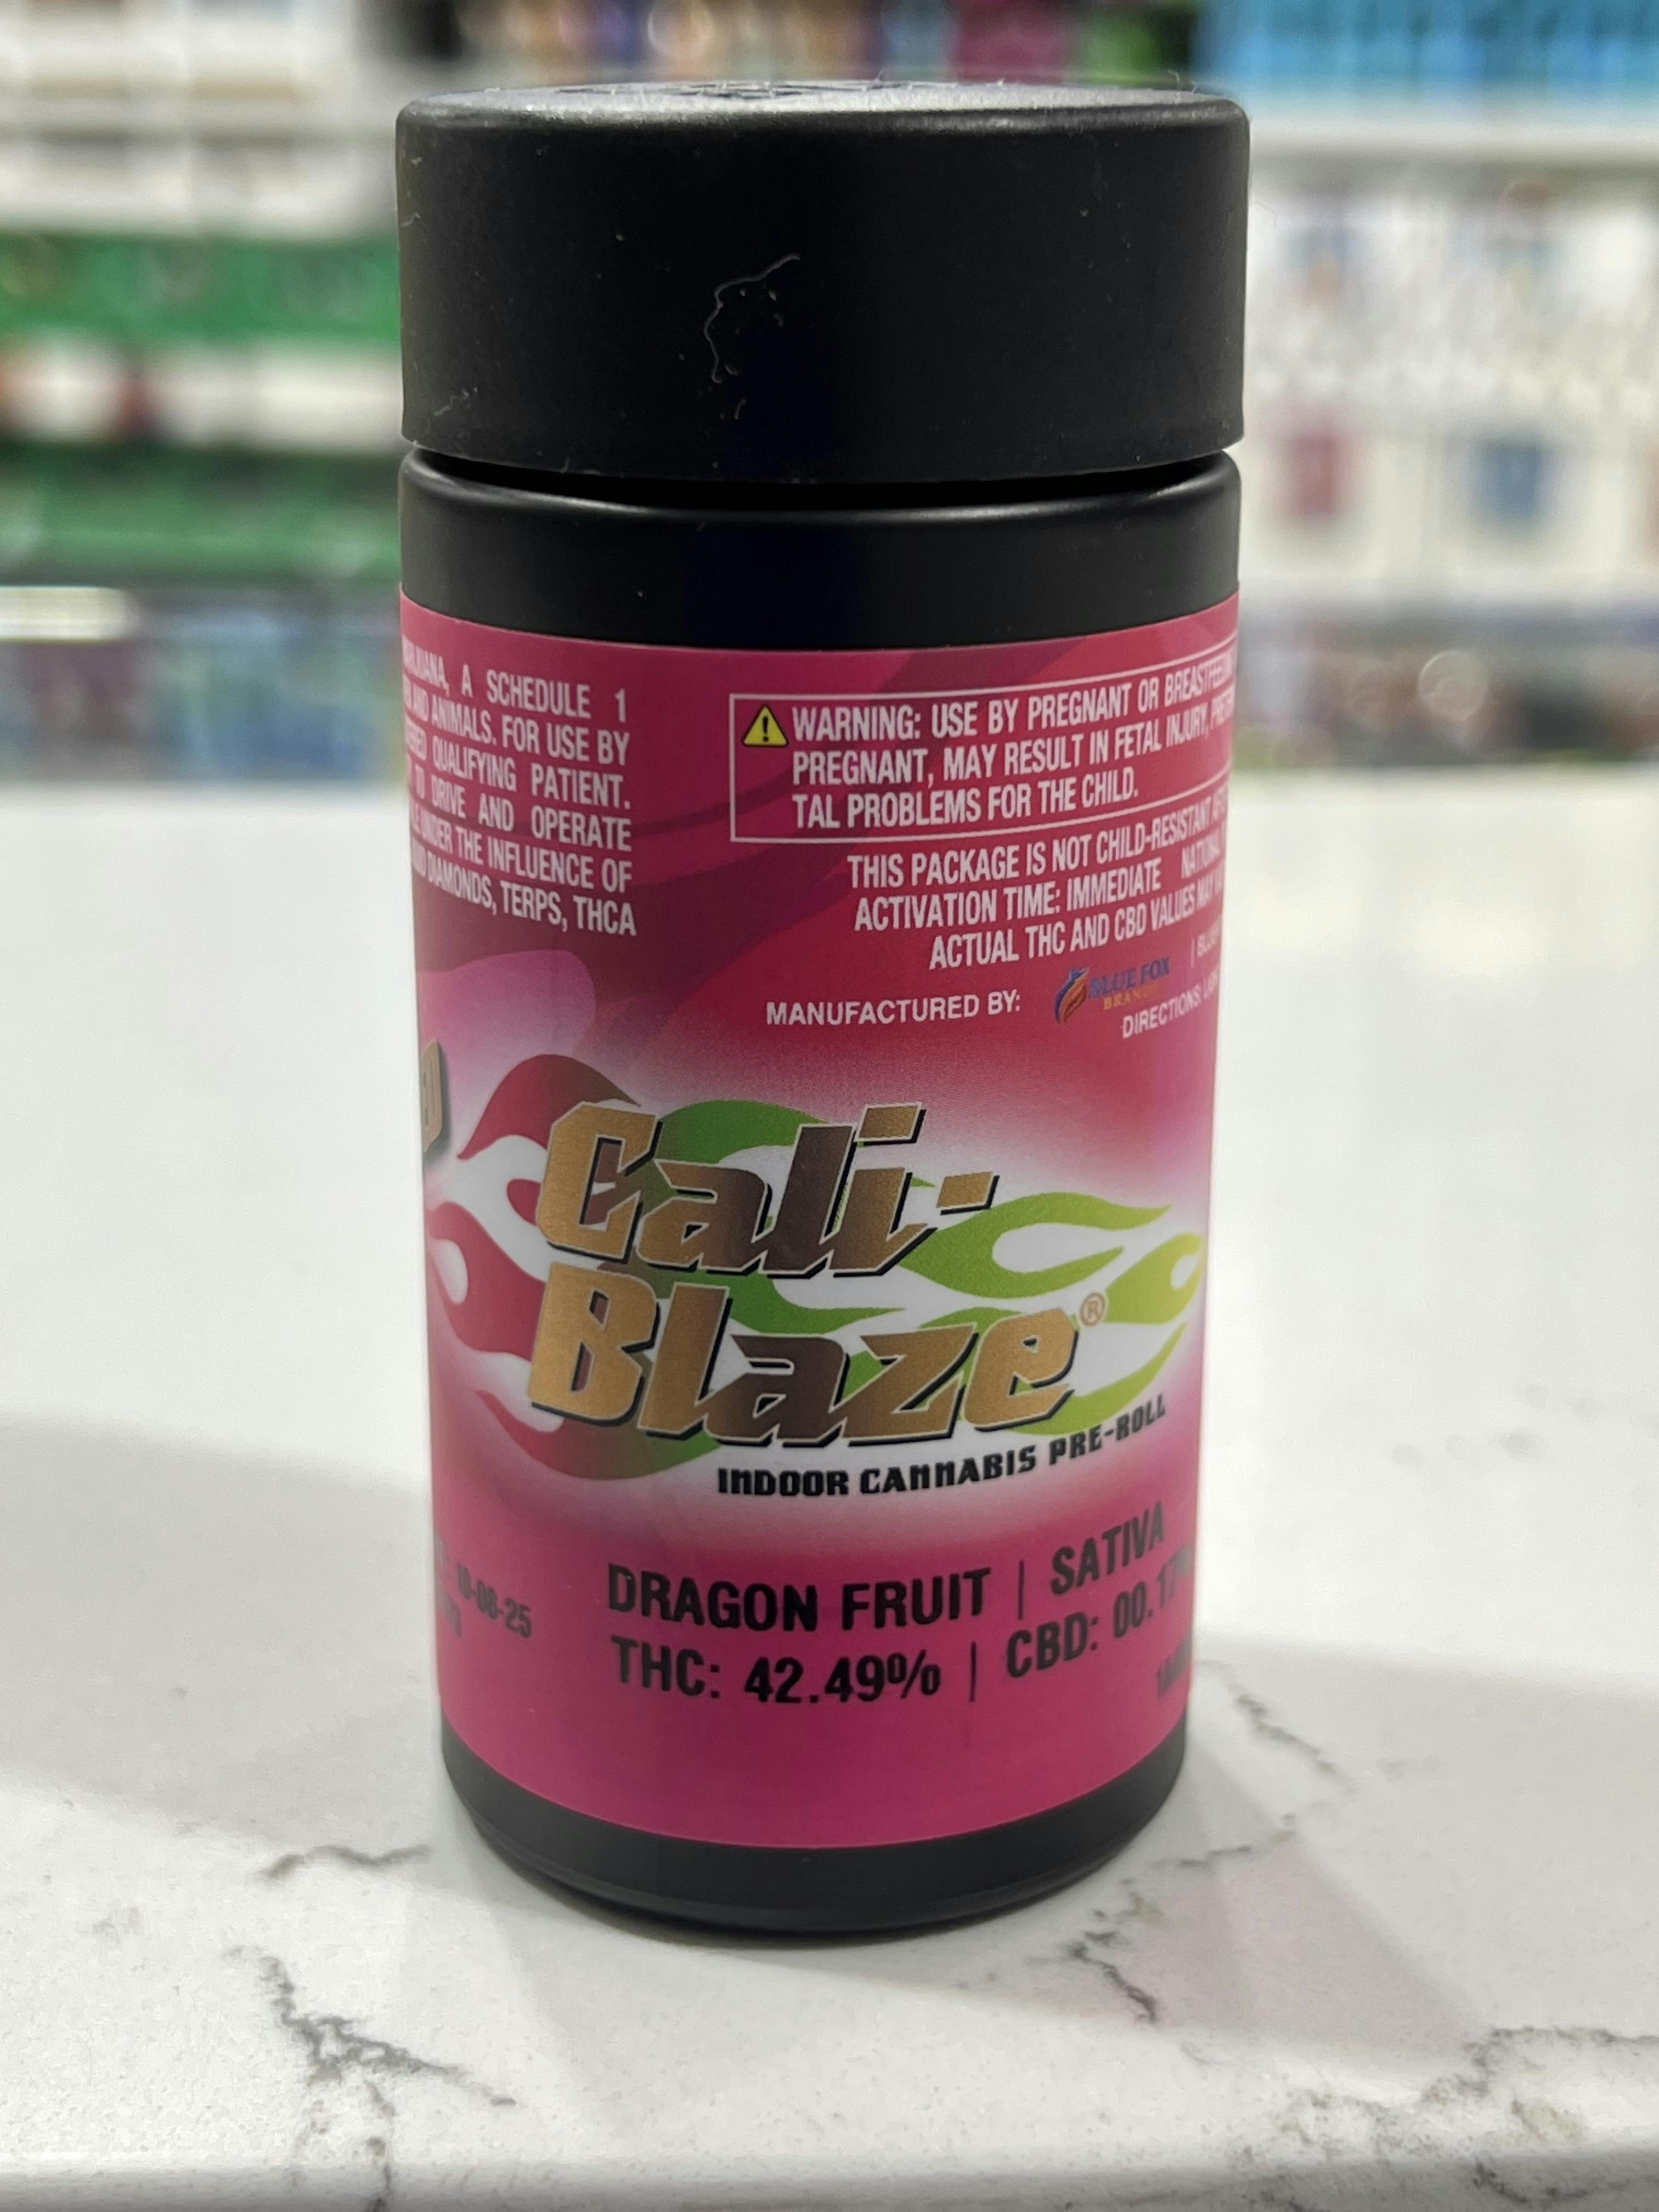 A SCHEDULE 1
AND ANIMALS. FOR USE BY
QUALIFYING PATIENT.
TO DRIVE AND OPERATE
UNDER THE INFLUENCE OF
DIAMONDS, TERPS, THCA
WARNING: USE BY PREGNANT OR
PREGNANT, MAY RESULT IN FETAL INJURY,
TAL PROBLEMS FOR THE CHILD.
THIS PACKAGE IS NOT CHILD-RESISTANT
ACTIVATION TIME: IMMEDIATE
ACTUAL THC AND CBD VALUES MAY
MANUFACTURED BY: BLUE FOX
BRANDS
DIRECTIONS:
Cali-
Blaze®
INDOOR CANNABIS PRE-ROLL
DRAGON FRUIT | SATIVA
THC: 42.49% | CBD: